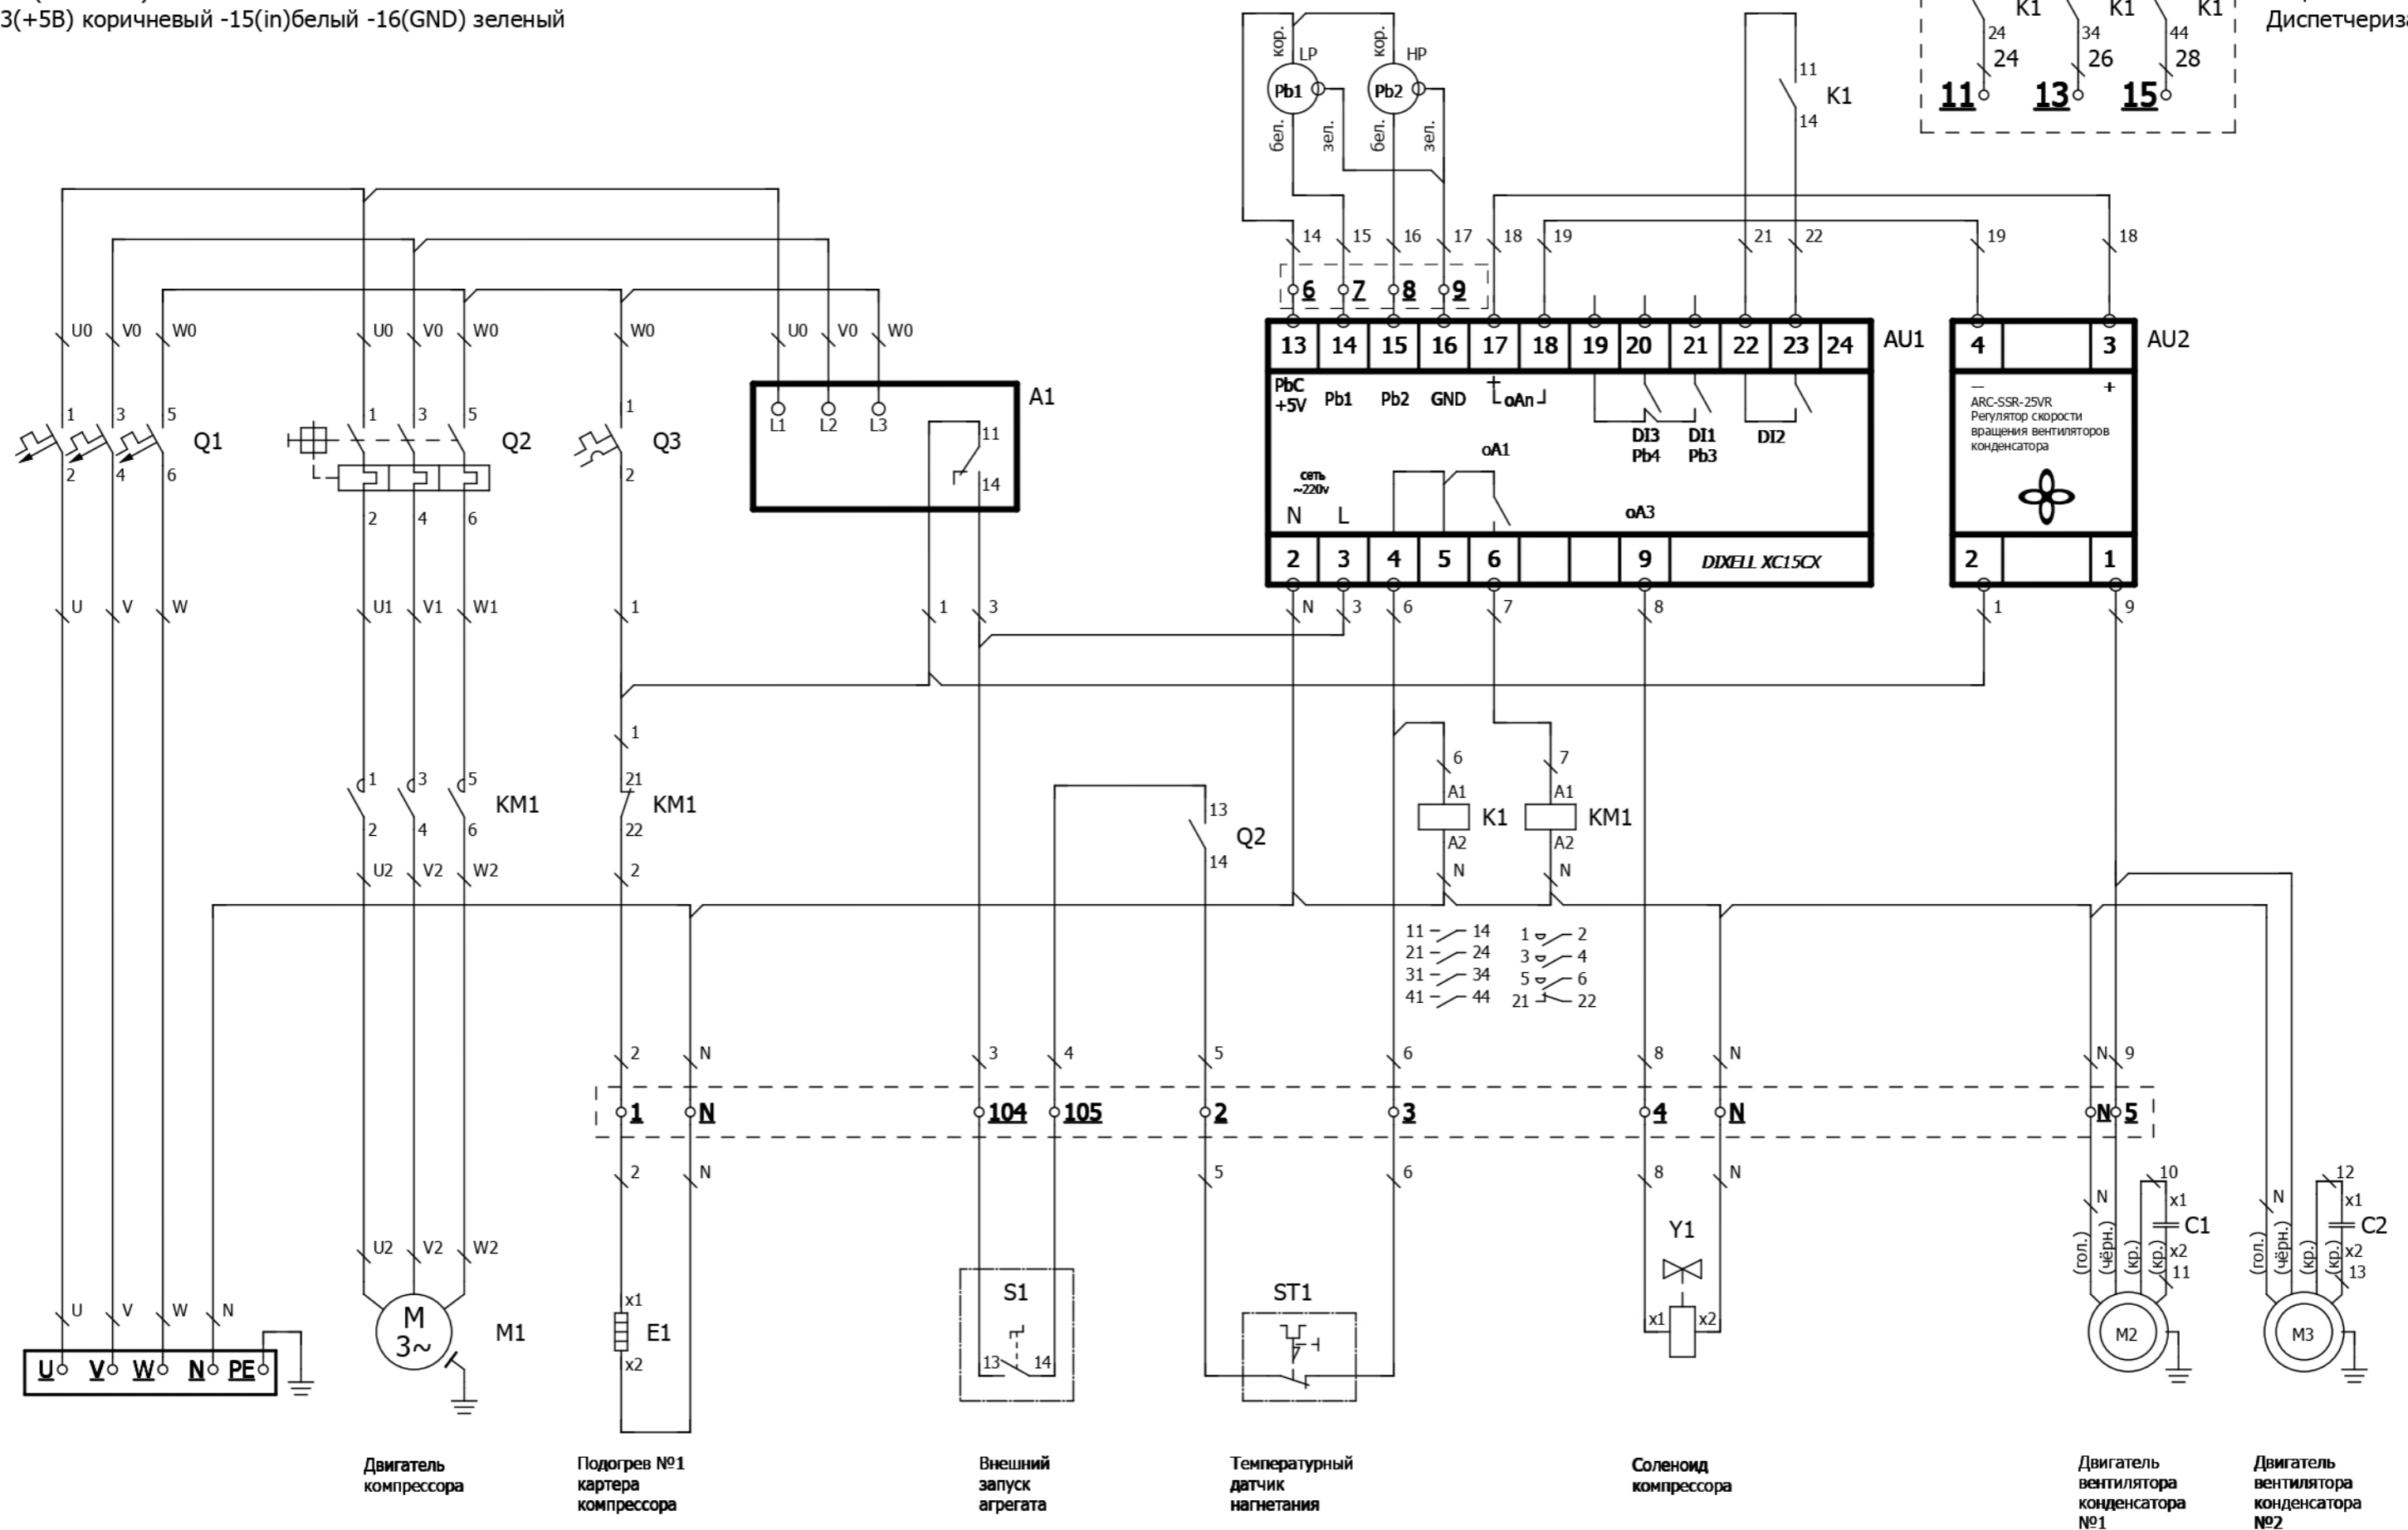 3(+5В) коричневый -15(in)белый -16(GND) зеленый
K1 K1 K1
Диспетчериза
24 34 44
24 26 28
11 13 15
кор. кор.
LP HP
Pb1 Pb2
бел. зел. бел. зел.
11
K1
14
14 15 16 17 18 19 21 22 19 18
6 7 8 9
U0 V0 W0 U0 V0 W0 W0 U0 V0 W0
13 14 15 16 17 18 19 20 21 22 23 24 AU1
4 3 AU2
PbC
+5V Pb1 Pb2 GND + oAn
DI3 DI1 DI2
Pb4 Pb3
oA1
сеть
~220v
N L
oA3
2 3 4 5 6 9 DIXELL XC15CX
− +
ARC-SSR-25VR
Регулятор скорости
вращения вентиляторов
конденсатора
2 1
A1
L1 L2 L3
11
14
1 3 5 Q1
2 4 6
1 3 5 Q2
2 4 6
1 Q3
2
U V W U1 V1 W1 1 1 3 N 3 6 7 8 1 9
1
1 3 5 KM1
2 4 6
21 KM1
22
U2 V2 W2 2
13
Q2
14
6 7
A1 A1
K1 KM1
A2 A2
N N
11 14 1 2
21 24 3 4
31 34 5 6
41 44 21 22
2 N 3 4 5 6 8 N N 9
1 N 104 105 2 3 4 N N 5
2 N 5 6 8 N
10 12
N x1 N x1
C1 C2
x2 x2
11 13
(гол.) (чёрн.) (кр.) (кр.) (гол.) (чёрн.) (кр.) (кр.)
U2 V2 W2
U V W N
U V W N PE
M
3~
M1
x1
E1
x2
S1
13 14
ST1
Y1
x1 x2
M2 M3
Двигатель
компрессора
Подогрев №1
картера
компрессора
Внешний
запуск
агрегата
Температурный
датчик
нагнетания
Соленоид
компрессора
Двигатель
вентилятора
конденсатора
№1
Двигатель
вентилятора
конденсатора
№2